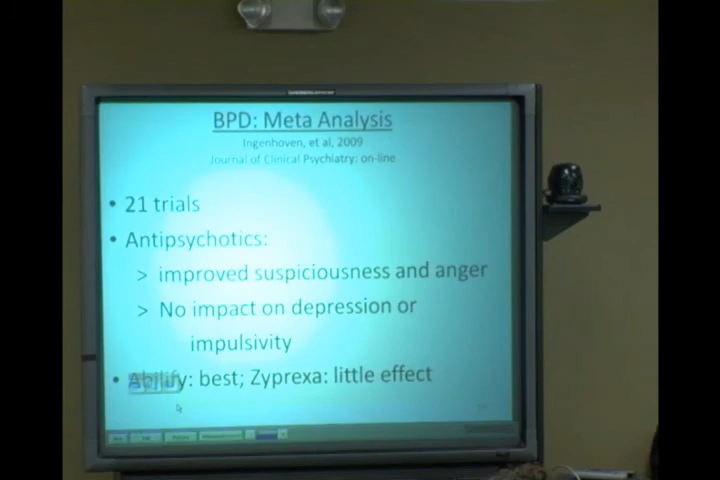 BPD: Meta Analysis
Ingenhoven, et al, 2009
Journal of Clinical Psychiatry: on-line
• 21 trials
• Antipsychotics:
> improved suspiciousness and anger
> No impact on depression or
impulsivity
• Abilify: best; Zyprexa: little effect